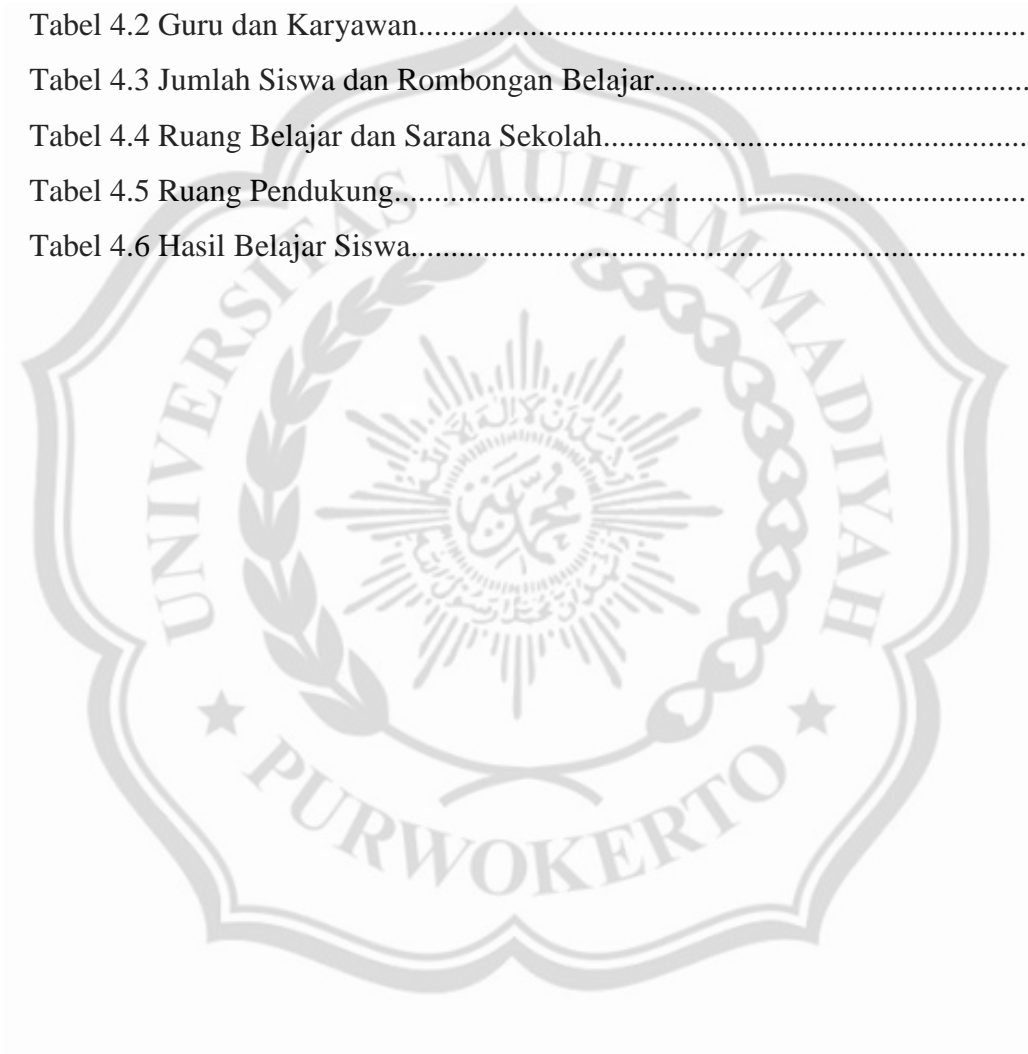 Tabel 4.2 Guru dan Karyawan..........................................................................
Tabel 4.3 Jumlah Siswa dan Rombongan Belajar.............................................
Tabel 4.4 Ruang Belajar dan Sarana Sekolah...................................................
Tabel 4.5 Ruang Pendukung.............................................................................
Tabel 4.6 Hasil Belajar Siswa...........................................................................
UNIVERSITAS MUHAMMADIYAH
PURWOKERTO